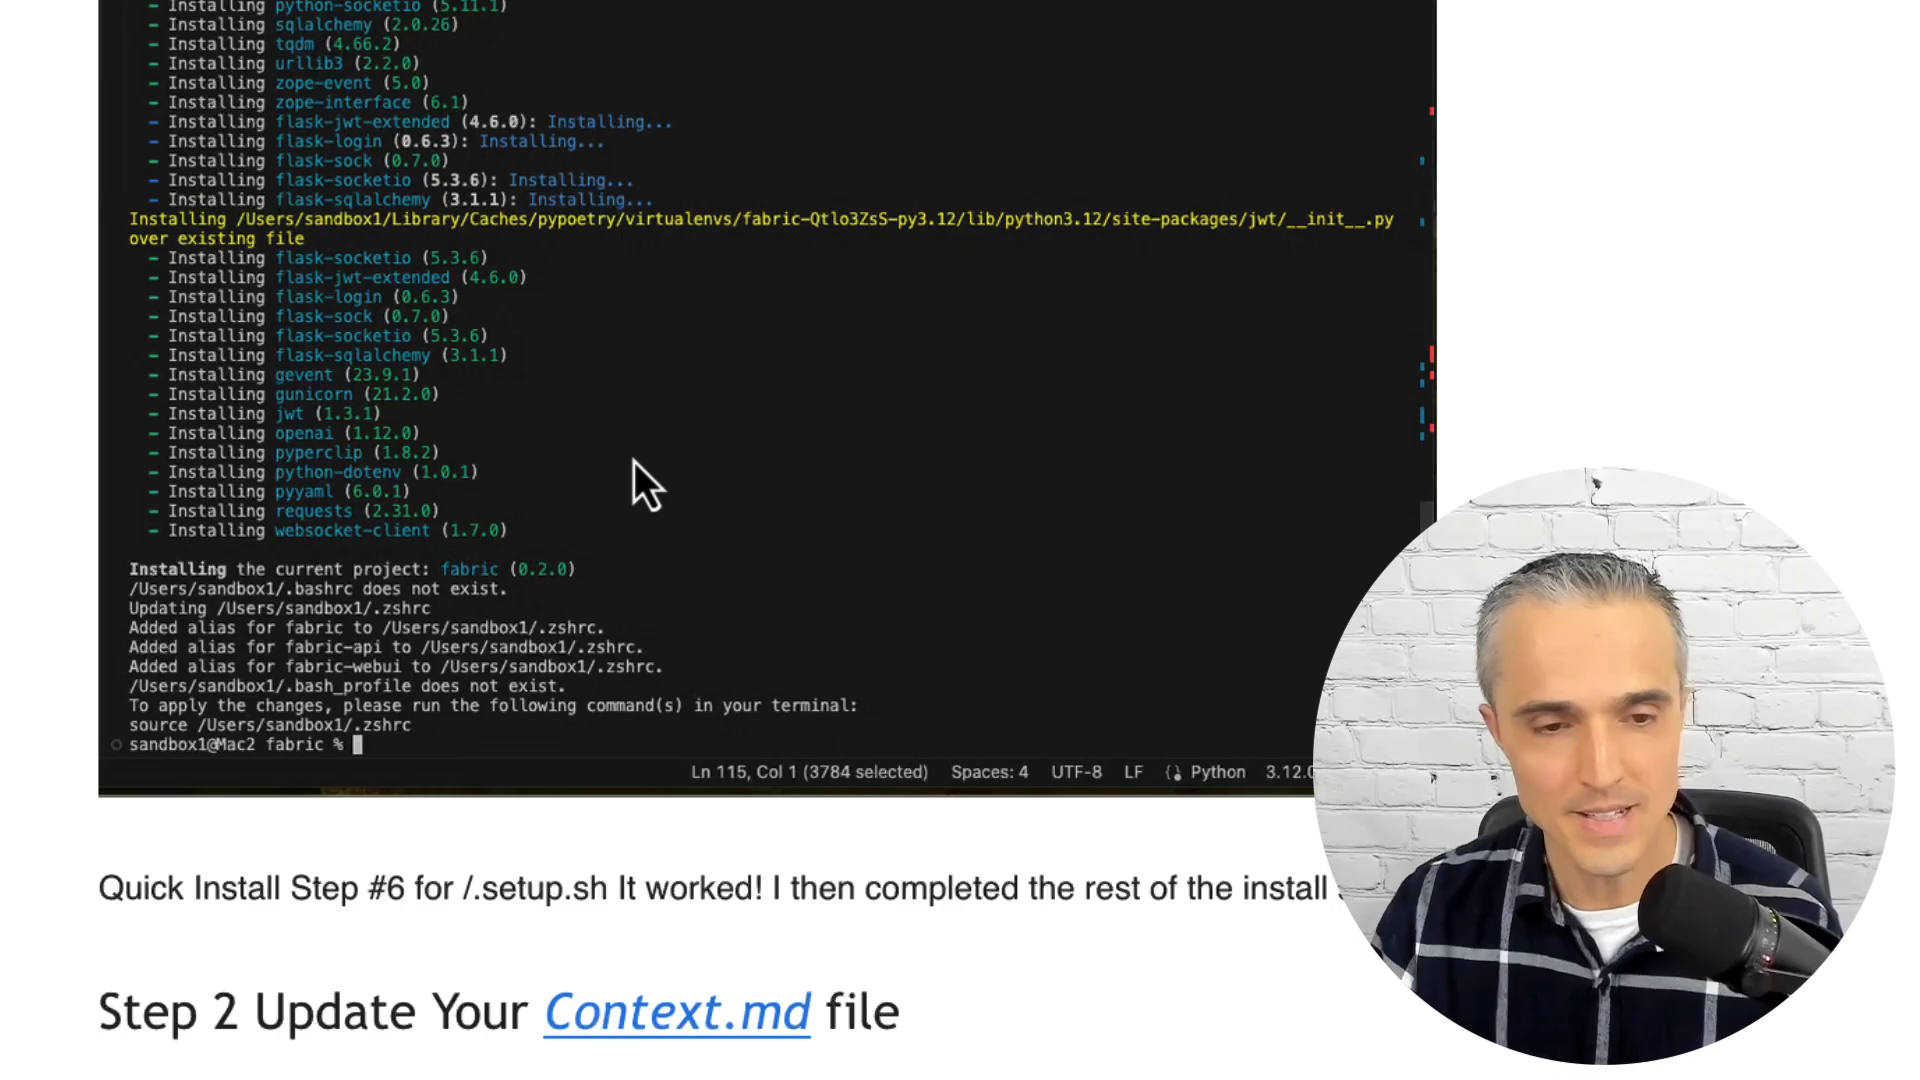 - Installing python-socketio (5.11.1)
- Installing sqlalchemy (2.0.26)
- Installing tqdm (4.66.2)
- Installing urllib3 (2.2.0)
- Installing zope-event (5.0)
- Installing zope-interface (6.1)
- Installing flask-jwt-extended (4.6.0): Installing...
- Installing flask-login (0.6.3): Installing...
- Installing flask-sock (0.7.0)
- Installing flask-socketio (5.3.6): Installing...
- Installing flask-sqlalchemy (3.1.1): Installing...
Installing /Users/sandbox1/Library/Caches/pypoetry/virtualenvs/fabric-Qtlo3ZsS-py3.12/lib/python3.12/site-packages/jwt/__init__.py
over existing file
- Installing flask-socketio (5.3.6)
- Installing flask-jwt-extended (4.6.0)
- Installing flask-login (0.6.3)
- Installing flask-sock (0.7.0)
- Installing flask-socketio (5.3.6)
- Installing flask-sqlalchemy (3.1.1)
- Installing gevent (23.9.1)
- Installing gunicorn (21.2.0)
- Installing jwt (1.3.1)
- Installing openai (1.12.0)
- Installing pyperclip (1.8.2)
- Installing python-dotenv (1.0.1)
- Installing pyyaml (6.0.1)
- Installing requests (2.31.0)
- Installing websocket-client (1.7.0)
Installing the current project: fabric (0.2.0)
/Users/sandbox1/.bashrc does not exist.
Updating /Users/sandbox1/.zshrc
Added alias for fabric to /Users/sandbox1/.zshrc.
Added alias for fabric-api to /Users/sandbox1/.zshrc.
Added alias for fabric-webui to /Users/sandbox1/.zshrc.
/Users/sandbox1/.bash_profile does not exist.
To apply the changes, please run the following command(s) in your terminal:
source /Users/sandbox1/.zshrc
sandbox1@Mac2 fabric %
Ln 115, Col 1 (3784 selected) Spaces: 4 UTF-8 LF Python 3.12.0
Quick Install Step #6 for /.setup.sh It worked! I then completed the rest of the install
Step 2 Update Your Context.md file